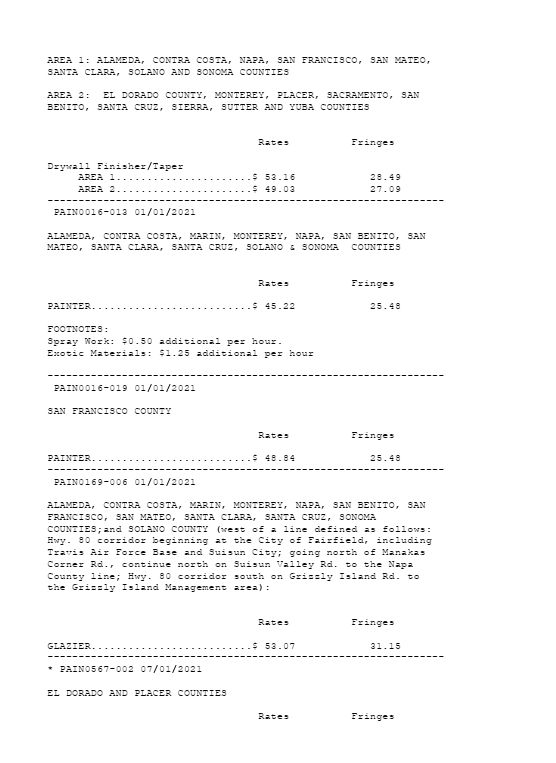 AREA 1: ALAMEDA, CONTRA COSTA, NAPA, SAN FRANCISCO, SAN MATEO,
SANTA CLARA, SOLANO AND SONOMA COUNTIES
AREA 2:  EL DORADO COUNTY, MONTEREY, PLACER, SACRAMENTO, SAN
BENITO, SANTA CRUZ, SIERRA, SUTTER AND YUBA COUNTIES
Rates          Fringes
Drywall Finisher/Taper
     AREA 1......................$ 53.16            28.49
     AREA 2......................$ 49.03            27.09
----------------------------------------------------------------
 PAIN0016-013 01/01/2021
ALAMEDA, CONTRA COSTA, MARIN, MONTEREY, NAPA, SAN BENITO, SAN
MATEO, SANTA CLARA, SANTA CRUZ, SOLANO & SONOMA  COUNTIES
Rates          Fringes
PAINTER..........................$ 45.22            25.48
FOOTNOTES:
Spray Work: $0.50 additional per hour.
Exotic Materials: $1.25 additional per hour
----------------------------------------------------------------
 PAIN0016-019 01/01/2021
SAN FRANCISCO COUNTY
Rates          Fringes
PAINTER..........................$ 48.84            25.48
----------------------------------------------------------------
 PAIN0169-006 01/01/2021
ALAMEDA, CONTRA COSTA, MARIN, MONTEREY, NAPA, SAN BENITO, SAN
FRANCISCO, SAN MATEO, SANTA CLARA, SANTA CRUZ, SONOMA
COUNTIES;and SOLANO COUNTY (west of a line defined as follows:
Hwy. 80 corridor beginning at the City of Fairfield, including
Travis Air Force Base and Suisun City; going north of Manakas
Corner Rd., continue north on Suisun Valley Rd. to the Napa
County line; Hwy. 80 corridor south on Grizzly Island Rd. to
the Grizzly Island Management area):
Rates          Fringes
GLAZIER..........................$ 53.07            31.15
----------------------------------------------------------------
* PAIN0567-002 07/01/2021
EL DORADO AND PLACER COUNTIES
Rates          Fringes